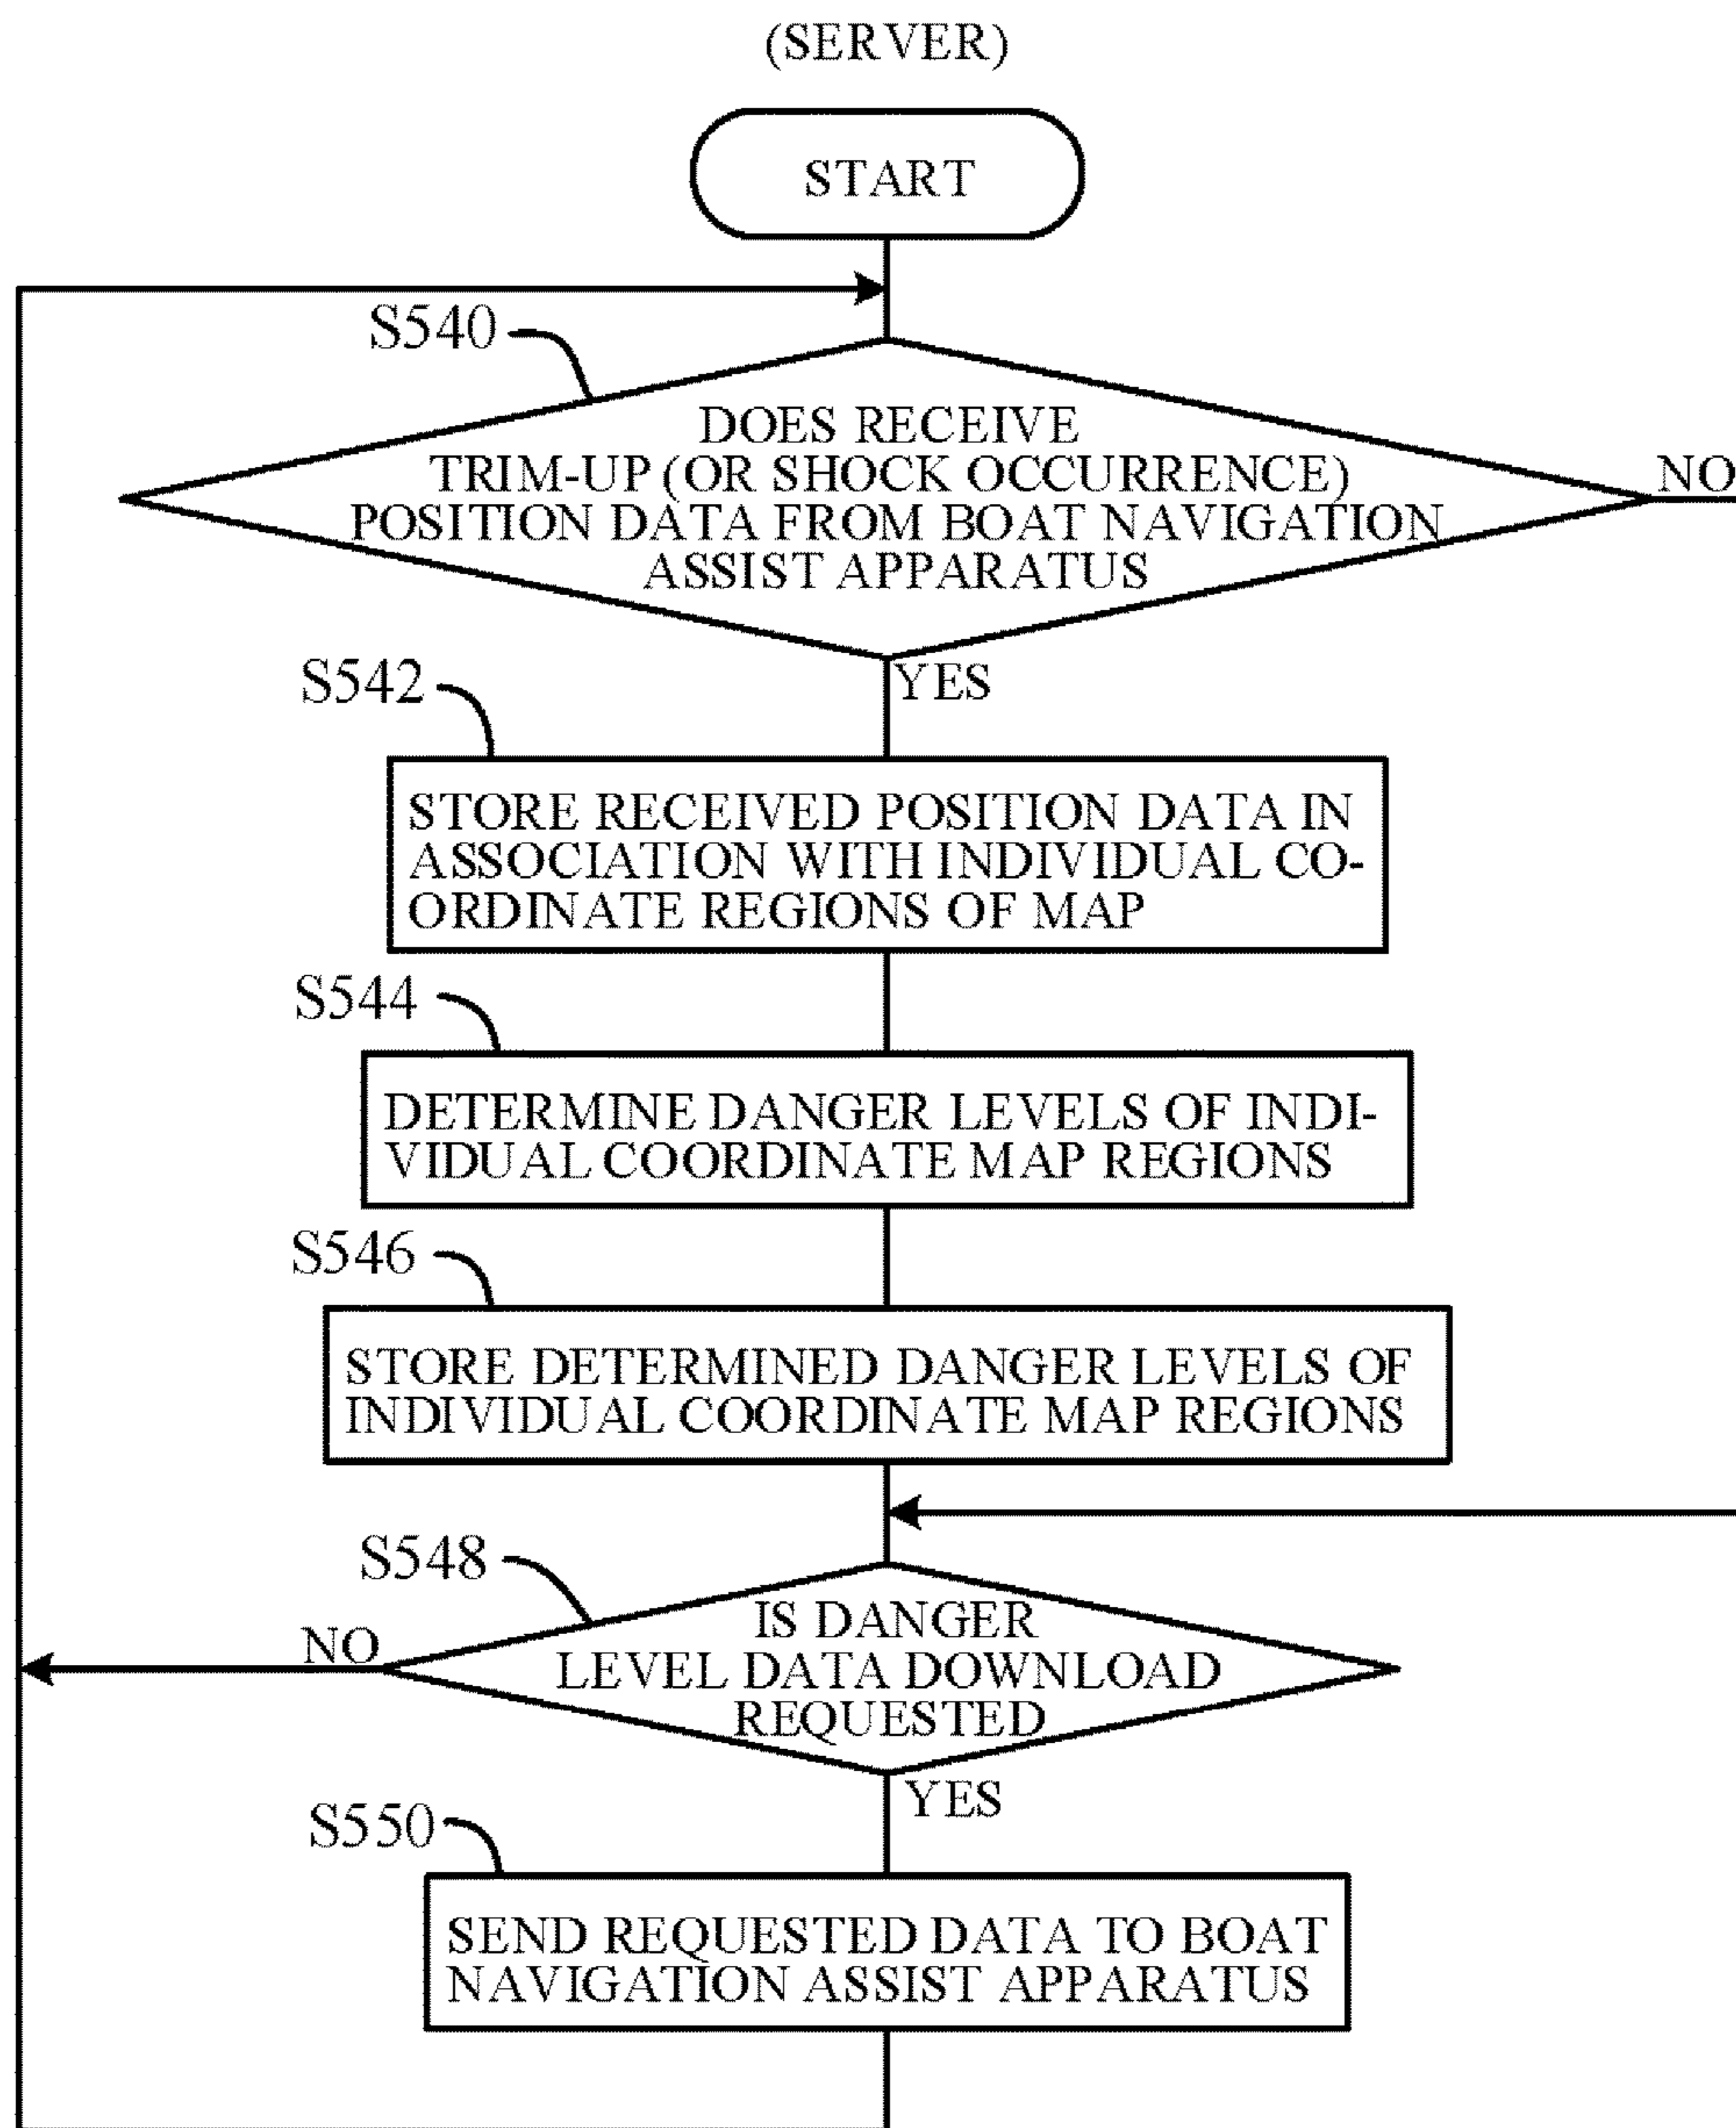 (SERVER)
START
S540
DOES RECEIVE
TRIM-UP (OR SHOCK OCCURRENCE)
POSITION DATA FROM BOAT NAVIGATION
ASSIST APPARATUS
NO
YES
S542
STORE RECEIVED POSITION DATA IN
ASSOCIATION WITH INDIVIDUAL CO-
ORDINATE REGIONS OF MAP
S544
DETERMINE DANGER LEVELS OF INDI-
VIDUAL COORDINATE MAP REGIONS
S546
STORE DETERMINED DANGER LEVELS OF
INDIVIDUAL COORDINATE MAP REGIONS
S548
IS DANGER
LEVEL DATA DOWNLOAD
REQUESTED
NO
YES
S550
SEND REQUESTED DATA TO BOAT
NAVIGATION ASSIST APPARATUS